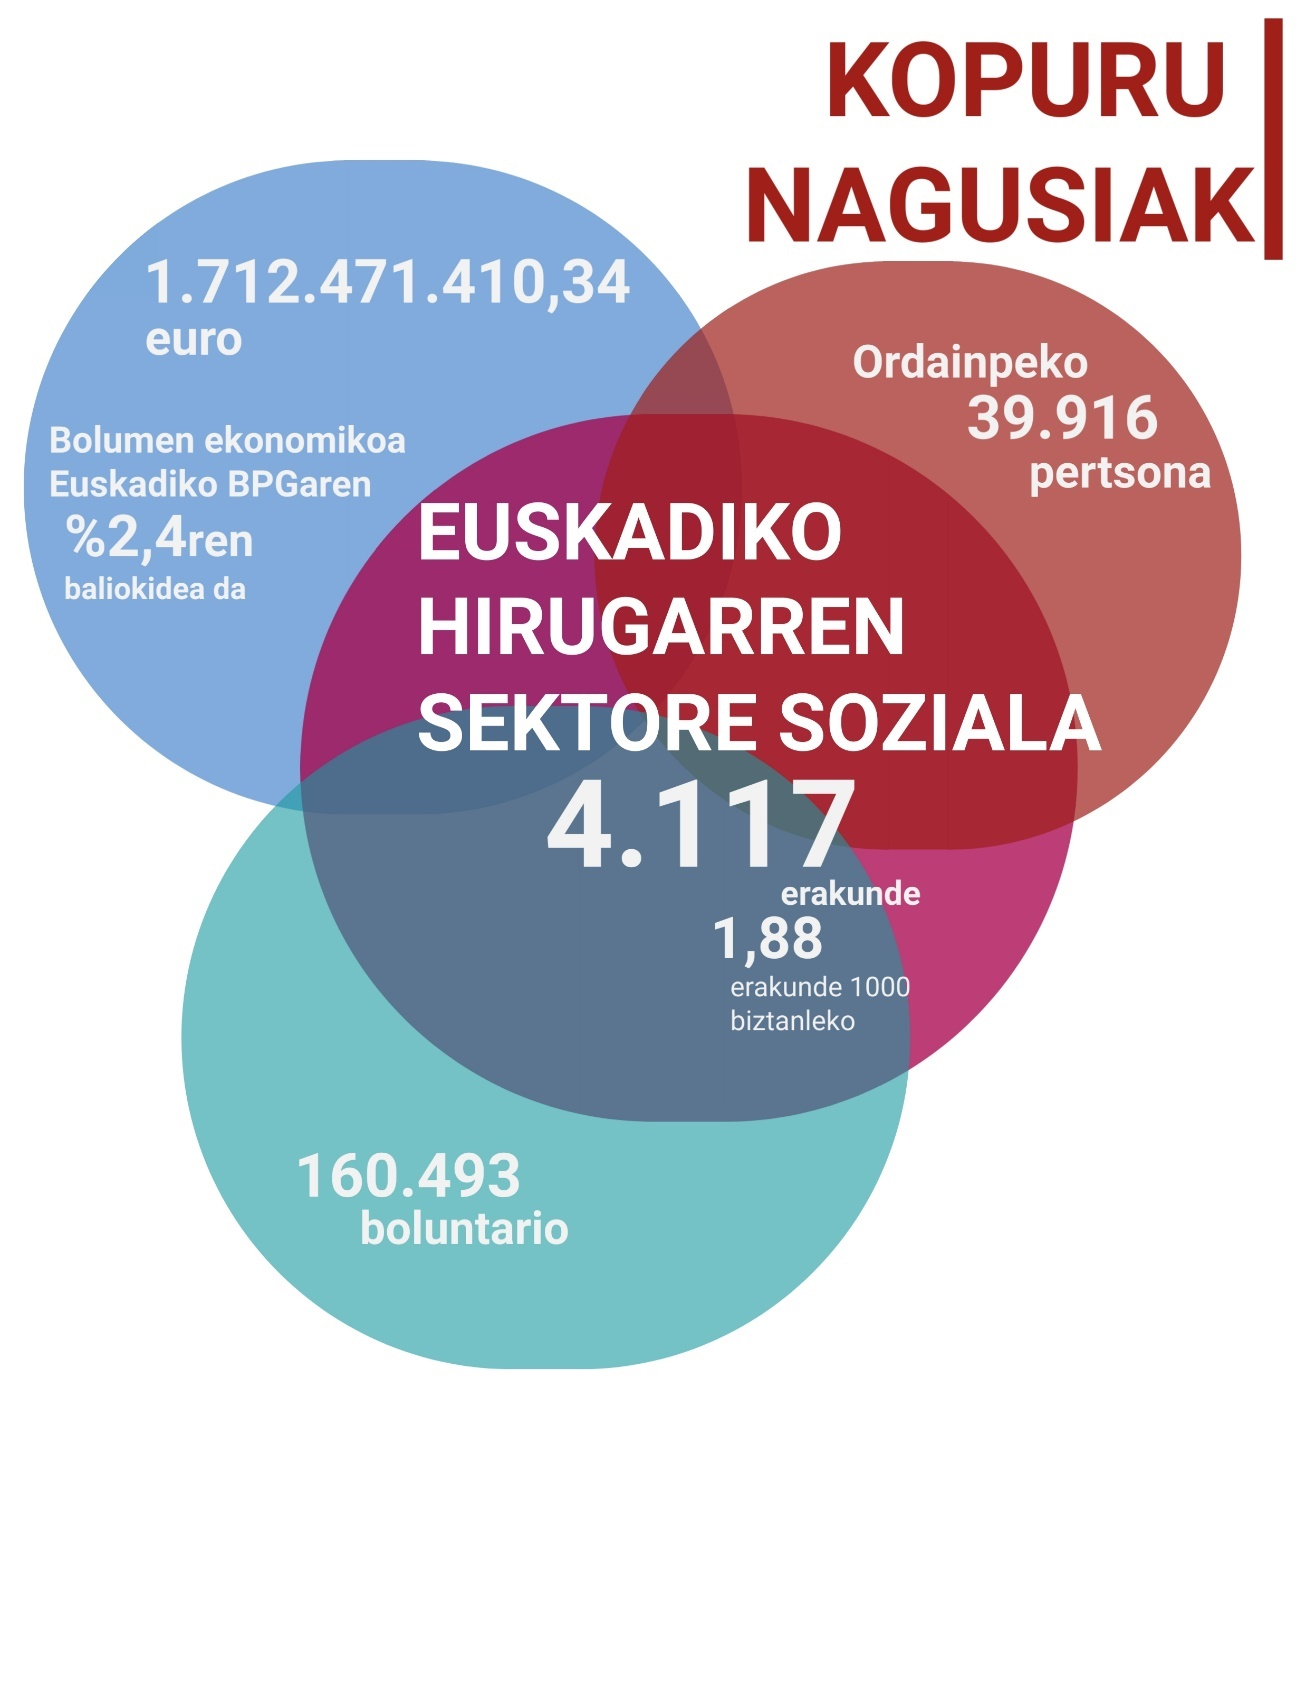 KOPURU
NAGUSIAK
1.712.471.410,34
euro
Bolumen ekonomikoa
Euskadiko BPGaren
%2,4ren
baliokidea da
Ordainpeko
39.916
pertsona
EUSKADIKO
HIRUGARREN
SEKTORE SOZIALA
4.117
erakunde
1,88
erakunde 1000
biztanleko
160.493
boluntario